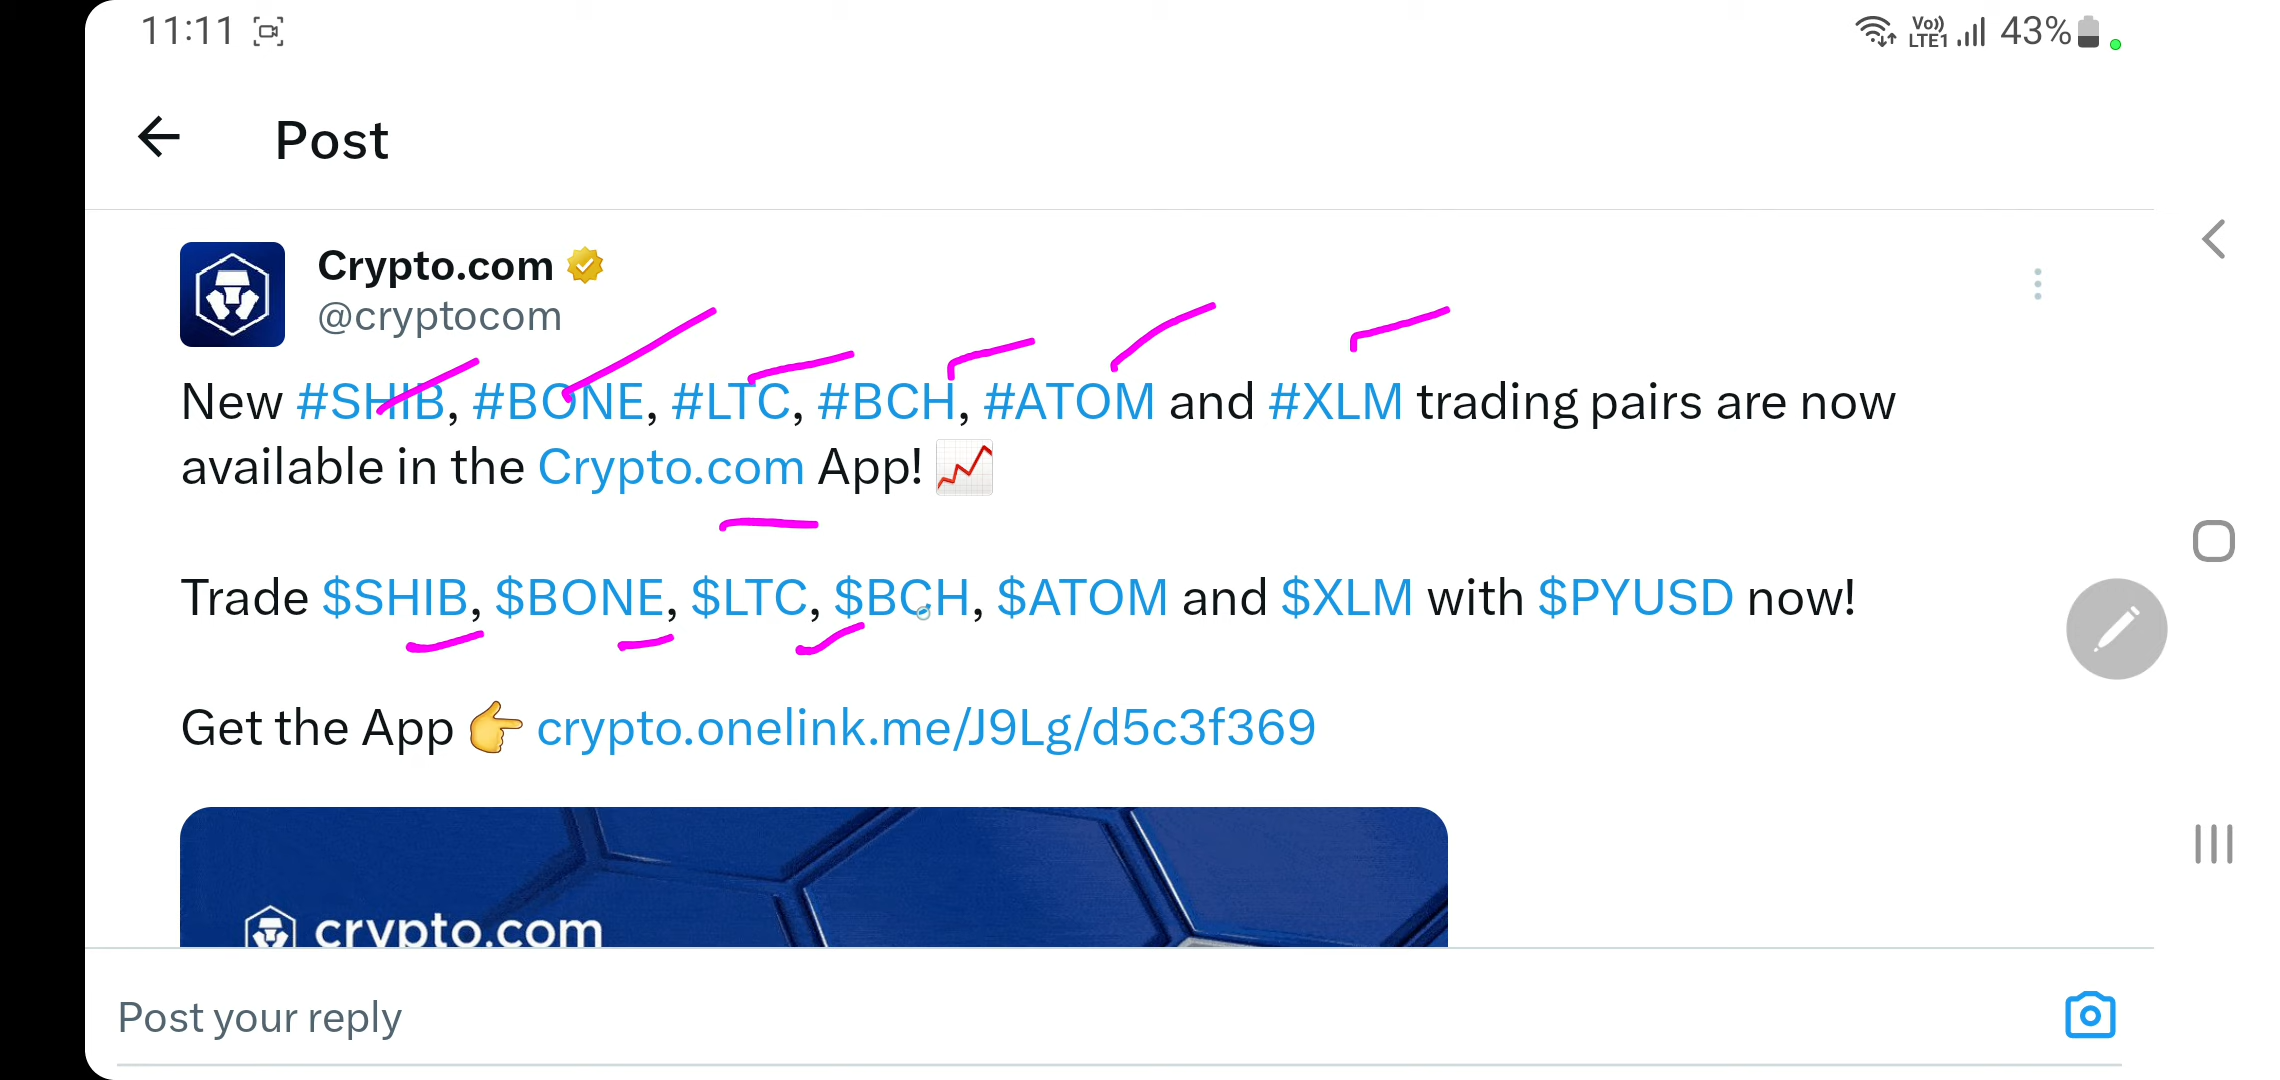 11:11 Vo)) LTE1 43%
Post
Crypto.com
@cryptocom
New #SHIB, #BONE, #LTC, #BCH, #ATOM and #XLM trading pairs are now
available in the Crypto.com App! 📈
Trade $SHIB, $BONE, $LTC, $BCH, $ATOM and $XLM with $PYUSD now!
Get the App 👉 crypto.onelink.me/J9Lg/d5c3f369
crypto.com
Post your reply